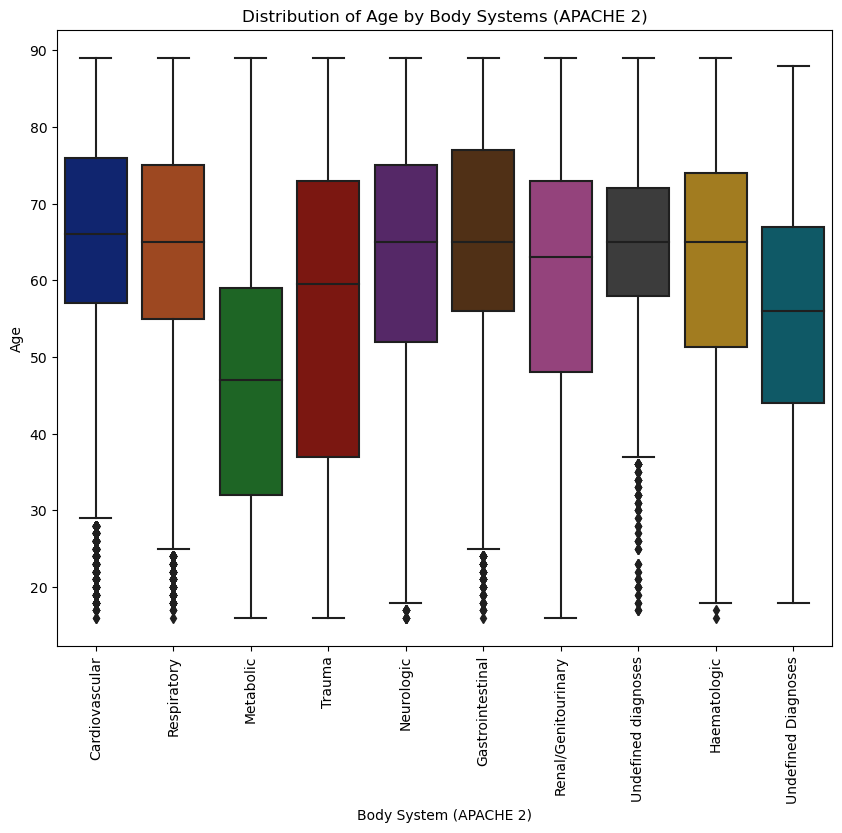 Distribution of Age by Body Systems (APACHE 2)
Age
90
80
70
60
50
40
30
20
Cardiovascular
Respiratory
Metabolic
Trauma
Neurologic
Gastrointestinal
Renal/Genitourinary
Undefined diagnoses
Haematologic
Undefined Diagnoses
Body System (APACHE 2)